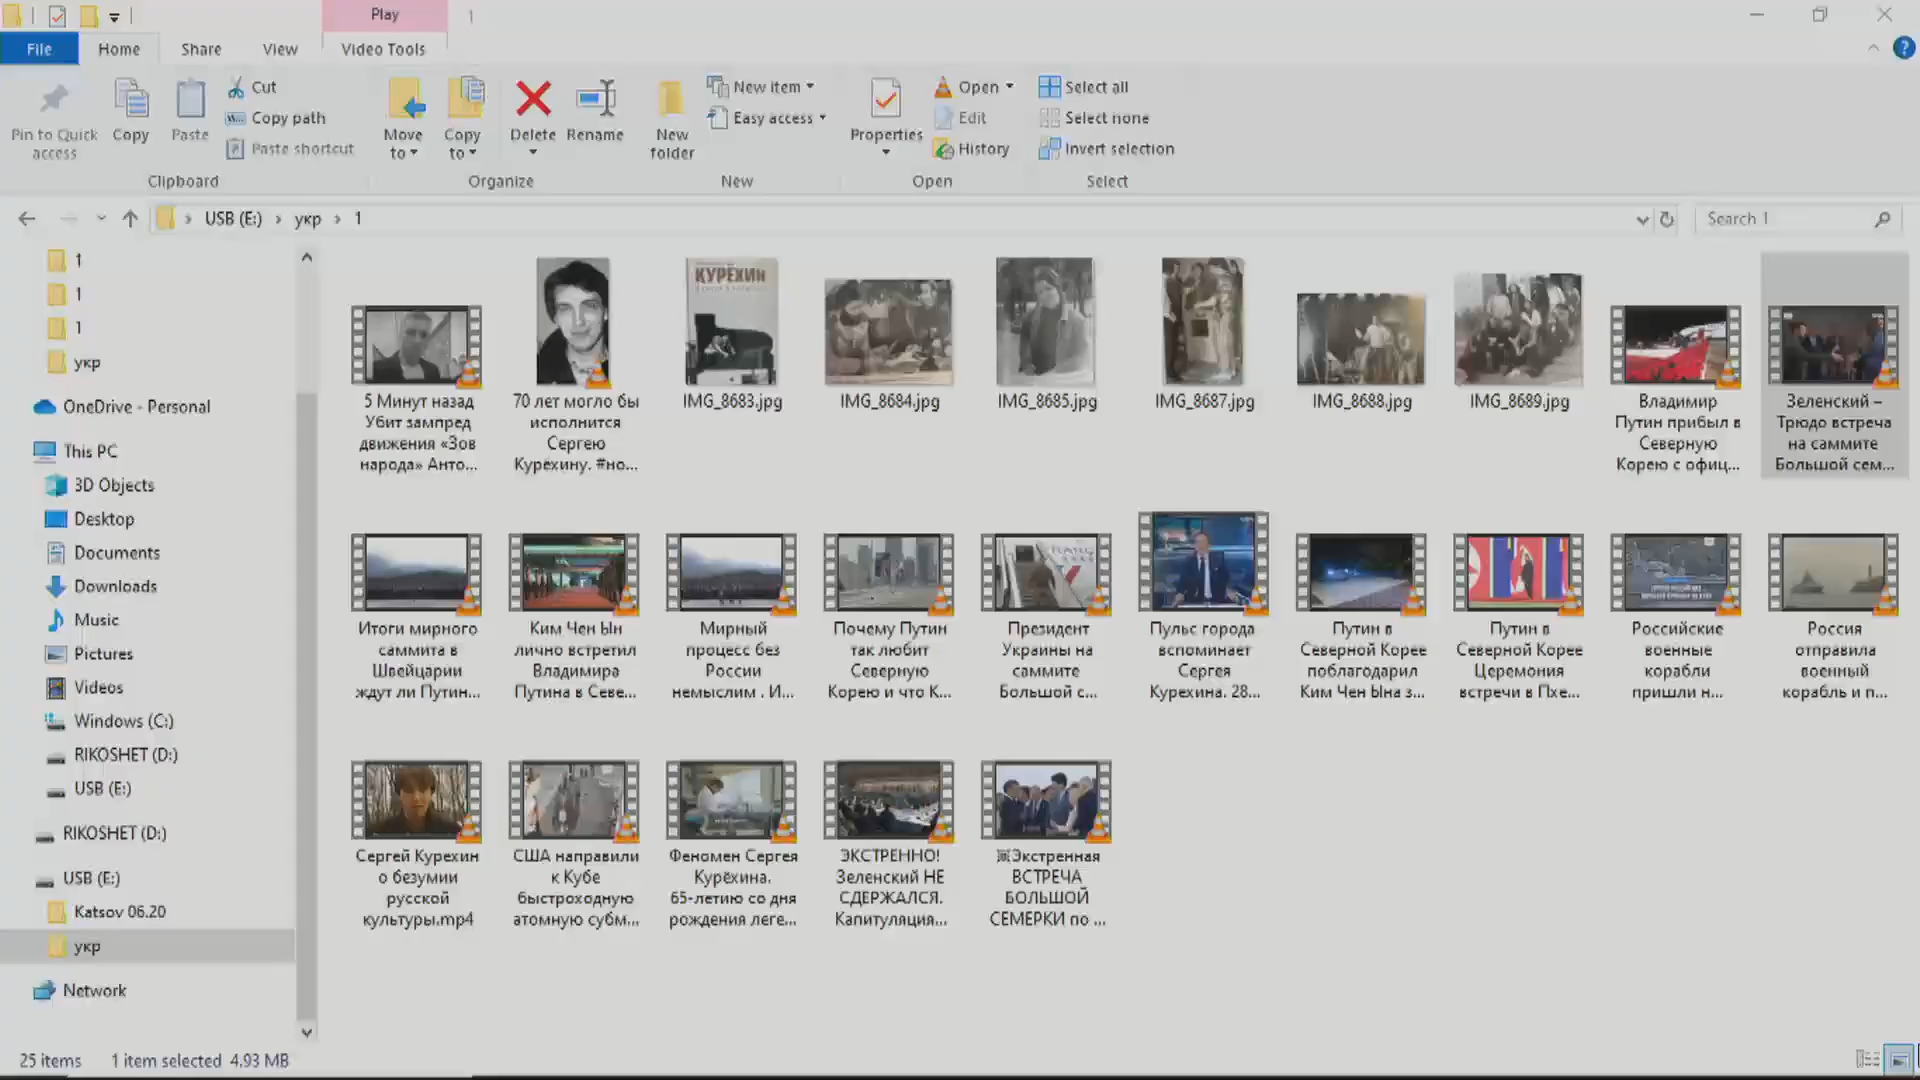 Play
1
File
Home
Share
View
Video Tools
Pin to Quick access
Copy
Paste
Cut
Copy path
Paste shortcut
Move to
Copy to
Delete
Rename
New folder
New item
Easy access
Properties
Open
Edit
History
Select all
Select none
Invert selection
Clipboard
Organize
New
Open
Select
USB (E:)
укр
1
Search 1
1
1
1
укр
OneDrive - Personal
This PC
3D Objects
Desktop
Documents
Downloads
Music
Pictures
Videos
Windows (C:)
RIKOSHET (D:)
USB (E:)
RIKOSHET (D:)
USB (E:)
Katsov 06.20
укр
Network
5 Минут назад
Убит зампред
движения «Зов
народа» Анто...
70 лет могло бы
исполнится
Сергею
Курёхину. #но...
КУРЁХИН
IMG_8683.jpg
IMG_8684.jpg
IMG_8685.jpg
IMG_8687.jpg
IMG_8688.jpg
IMG_8689.jpg
Владимир
Путин прибыл в
Северную
Корею с офиц...
Зеленский –
Трюдо встреча
на саммите
Большой сем...
Итоги мирного
саммита в
Швейцарии
ждут ли Путин...
Ким Чен Ын
лично встретил
Владимира
Путина в Севе...
Мирный
процесс без
России
немыслим . И...
Почему Путин
так любит
Северную
Корею и что К...
Президент
Украины на
саммите
Большой с...
Пульс города
вспоминает
Сергея
Курехина. 28...
Путин в
Северной Корее
поблагодарил
Ким Чен Ына з...
Путин в
Северной Корее
Церемония
встречи в Пхе...
Российские
военные
корабли
пришли н...
Россия
отправила
военный
корабль и п...
Сергей Курехин
о безумии
русской
культуры.mp4
США направили
к Кубе
быстроходную
атомную субм...
Феномен Сергея
Курёхина.
65-летию со дня
рождения леге...
ЭКСТРЕННО!
Зеленский НЕ
СДЕРЖАЛСЯ.
Капитуляция...
Экстренная
ВСТРЕЧА
БОЛЬШОЙ
СЕМЕРКИ по ...
25 items
1 item selected 4.93 MB